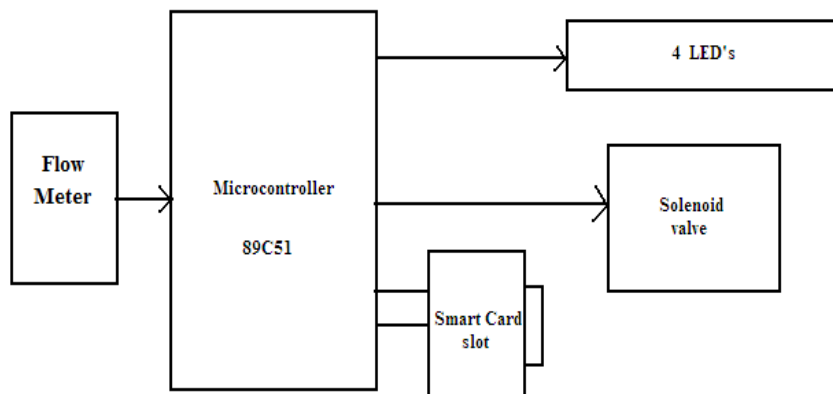 4 LED's
Flow
Meter
Microcontroller
89C51
Solenoid
valve
Smart Card
slot